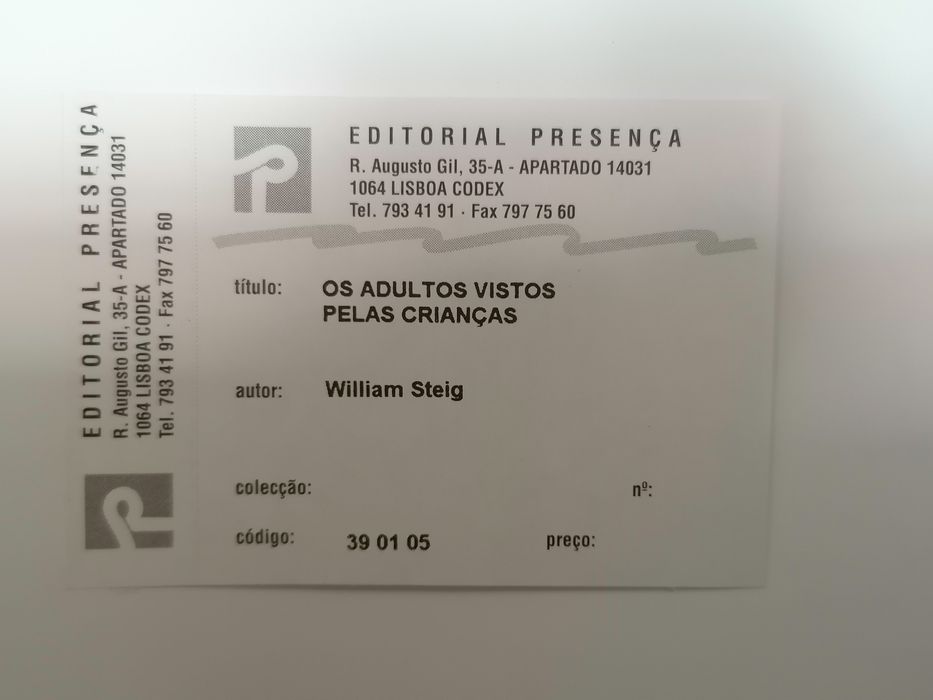 EDITORIAL PRESENÇA
R. Augusto Gil, 35-A - APARTADO 14031
1064 LISBOA CODEX
Tel. 793 41 91 · Fax 797 75 60
EDITORIAL PRESENÇA
R. Augusto Gil, 35-A - APARTADO 14031
1064 LISBOA CODEX
Tel. 793 41 91 · Fax 797 75 60
título: OS ADULTOS VISTOS
PELAS CRIANÇAS
autor: William Steig
colecção: nº:
código: 39 01 05 preço: